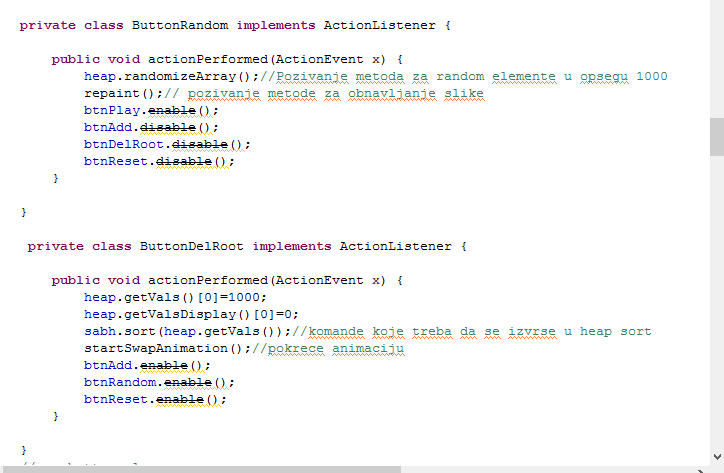 private class ButtonRandom implements ActionListener {
public void actionPerformed(ActionEvent x) {
heap.randomizeArray();//Pozivanje metoda za random elemente u opsegu 1000
repaint();// pozivanje metode za obnavljanje slike
btnPlay.enable();
btnAdd.disable();
btnDelRoot.disable();
btnReset.disable();
}
}
private class ButtonDelRoot implements ActionListener {
public void actionPerformed(ActionEvent x) {
heap.getVals()[0]=1000;
heap.getValsDisplay()[0]=0;
sabh.sort(heap.getVals());//komande koje treba da se izvrse u heap sort
startSwapAnimation();//pokrece animaciju
btnAdd.enable();
btnRandom.enable();
btnReset.enable();
}
}